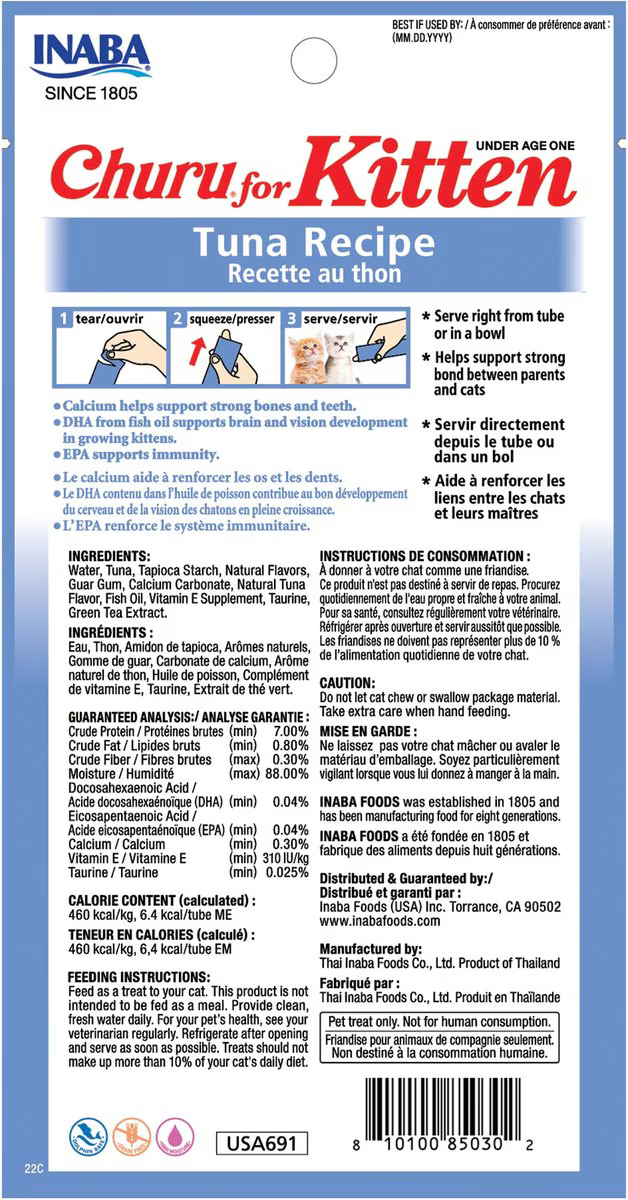 BEST IF USED BY: / À consommer de préférence avant :
(MM.DD.YYYY)
INABA®
SINCE 1805
UNDER AGE ONE
Churu® for Kitten
Tuna Recipe
Recette au thon
1 tear/ouvrir
2 squeeze/presser
3 serve/servir
* Serve right from tube
or in a bowl
* Helps support strong
bond between parents
and cats
* Servir directement
depuis le tube ou
dans un bol
* Aide à renforcer les
liens entre les chats
et leurs maîtres
• Calcium helps support strong bones and teeth.
• DHA from fish oil supports brain and vision development
in growing kittens.
• EPA supports immunity.
• Le calcium aide à renforcer les os et les dents.
• Le DHA contenu dans l'huile de poisson contribue au bon développement
du cerveau et de la vision des chatons en pleine croissance.
• L'EPA renforce le système immunitaire.
INGREDIENTS:
Water, Tuna, Tapioca Starch, Natural Flavors,
Guar Gum, Calcium Carbonate, Natural Tuna
Flavor, Fish Oil, Vitamin E Supplement, Taurine,
Green Tea Extract.
INGRÉDIENTS :
Eau, Thon, Amidon de tapioca, Arômes naturels,
Gomme de guar, Carbonate de calcium, Arôme
naturel de thon, Huile de poisson, Complément
de vitamine E, Taurine, Extrait de thé vert.
GUARANTEED ANALYSIS:/ ANALYSE GARANTIE :
Crude Protein / Protéines brutes (min) 7.00%
Crude Fat / Lipides bruts (min) 0.80%
Crude Fiber / Fibres brutes (max) 0.30%
Moisture / Humidité (max) 88.00%
Docosahexaenoic Acid /
Acide docosahexaénoïque (DHA) (min) 0.04%
Eicosapentaenoic Acid /
Acide eicosapentaénoïque (EPA) (min) 0.04%
Calcium / Calcium (min) 0.30%
Vitamin E / Vitamine E (min) 310 IU/kg
Taurine / Taurine (min) 0.025%
CALORIE CONTENT (calculated) :
460 kcal/kg, 6.4 kcal/tube ME
TENEUR EN CALORIES (calculé) :
460 kcal/kg, 6,4 kcal/tube EM
FEEDING INSTRUCTIONS:
Feed as a treat to your cat. This product is not
intended to be fed as a meal. Provide clean,
fresh water daily. For your pet's health, see your
veterinarian regularly. Refrigerate after opening
and serve as soon as possible. Treats should not
make up more than 10% of your cat's daily diet.
INSTRUCTIONS DE CONSOMMATION :
À donner à votre chat comme une friandise.
Ce produit n'est pas destiné à servir de repas. Procurez
quotidiennement de l'eau propre et fraîche à votre animal.
Pour sa santé, consultez régulièrement votre vétérinaire.
Réfrigérer après ouverture et servir aussitôt que possible.
Les friandises ne doivent pas représenter plus de 10 %
de l'alimentation quotidienne de votre chat.
CAUTION:
Do not let cat chew or swallow package material.
Take extra care when hand feeding.
MISE EN GARDE :
Ne laissez pas votre chat mâcher ou avaler le
matériau d'emballage. Soyez particulièrement
vigilant lorsque vous lui donnez à manger à la main.
INABA FOODS was established in 1805 and
has been manufacturing food for eight generations.
INABA FOODS a été fondée en 1805 et
fabrique des aliments depuis huit générations.
Distributed & Guaranteed by:/
Distribué et garanti par :
Inaba Foods (USA) Inc. Torrance, CA 90502
www.inabafoods.com
Manufactured by:
Thai Inaba Foods Co., Ltd. Product of Thailand
Fabriqué par :
Thai Inaba Foods Co., Ltd. Produit en Thaïlande
Pet treat only. Not for human consumption.
Friandise pour animaux de compagnie seulement.
Non destiné à la consommation humaine.
DOLPHIN SAFE
GRAIN FREE
HIGH MOISTURE
USA691
8 10100 85030 2
22C